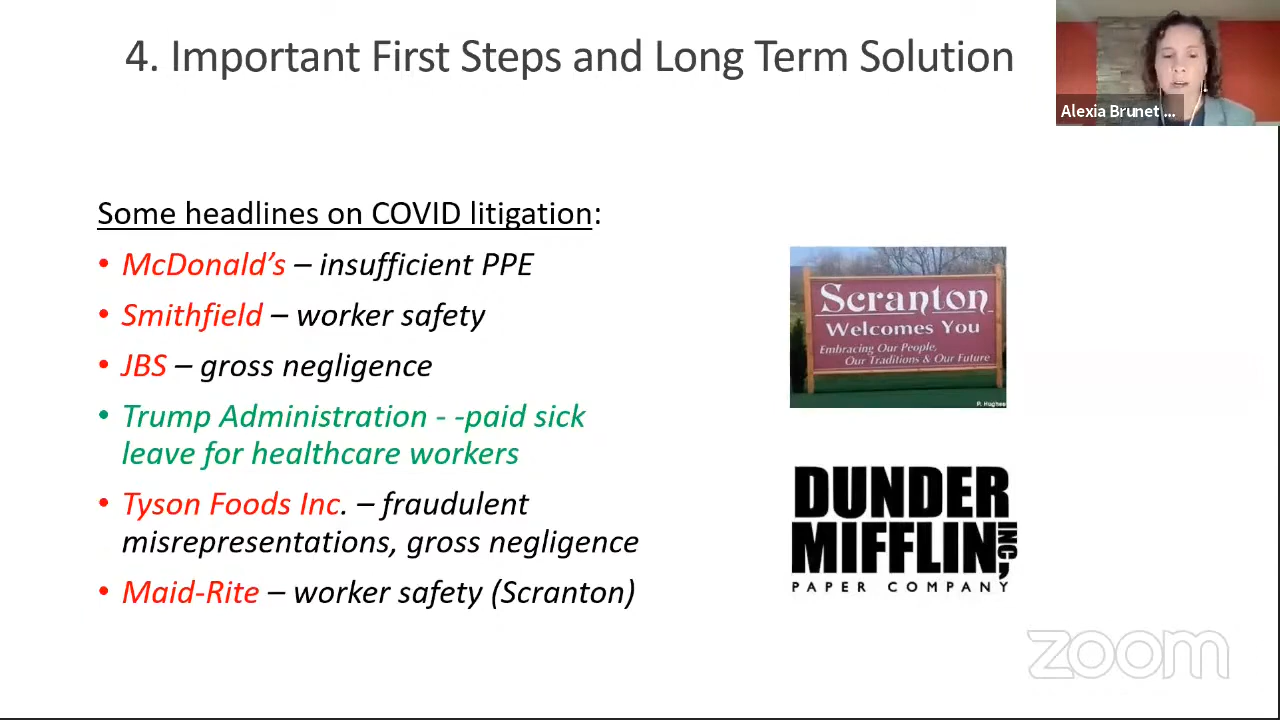 4. Important First Steps and Long Term Solution
Alexia Brunet ...
Some headlines on COVID litigation:
• McDonald’s – insufficient PPE
• Smithfield – worker safety
• JBS – gross negligence
• Trump Administration - -paid sick
leave for healthcare workers
• Tyson Foods Inc. – fraudulent
misrepresentations, gross negligence
• Maid-Rite – worker safety (Scranton)
Scranton
Welcomes You
Embracing Our People,
Our Traditions & Our Future
P. Hughes
DUNDER
MIFFLIN, INC
PAPER COMPANY
zoom